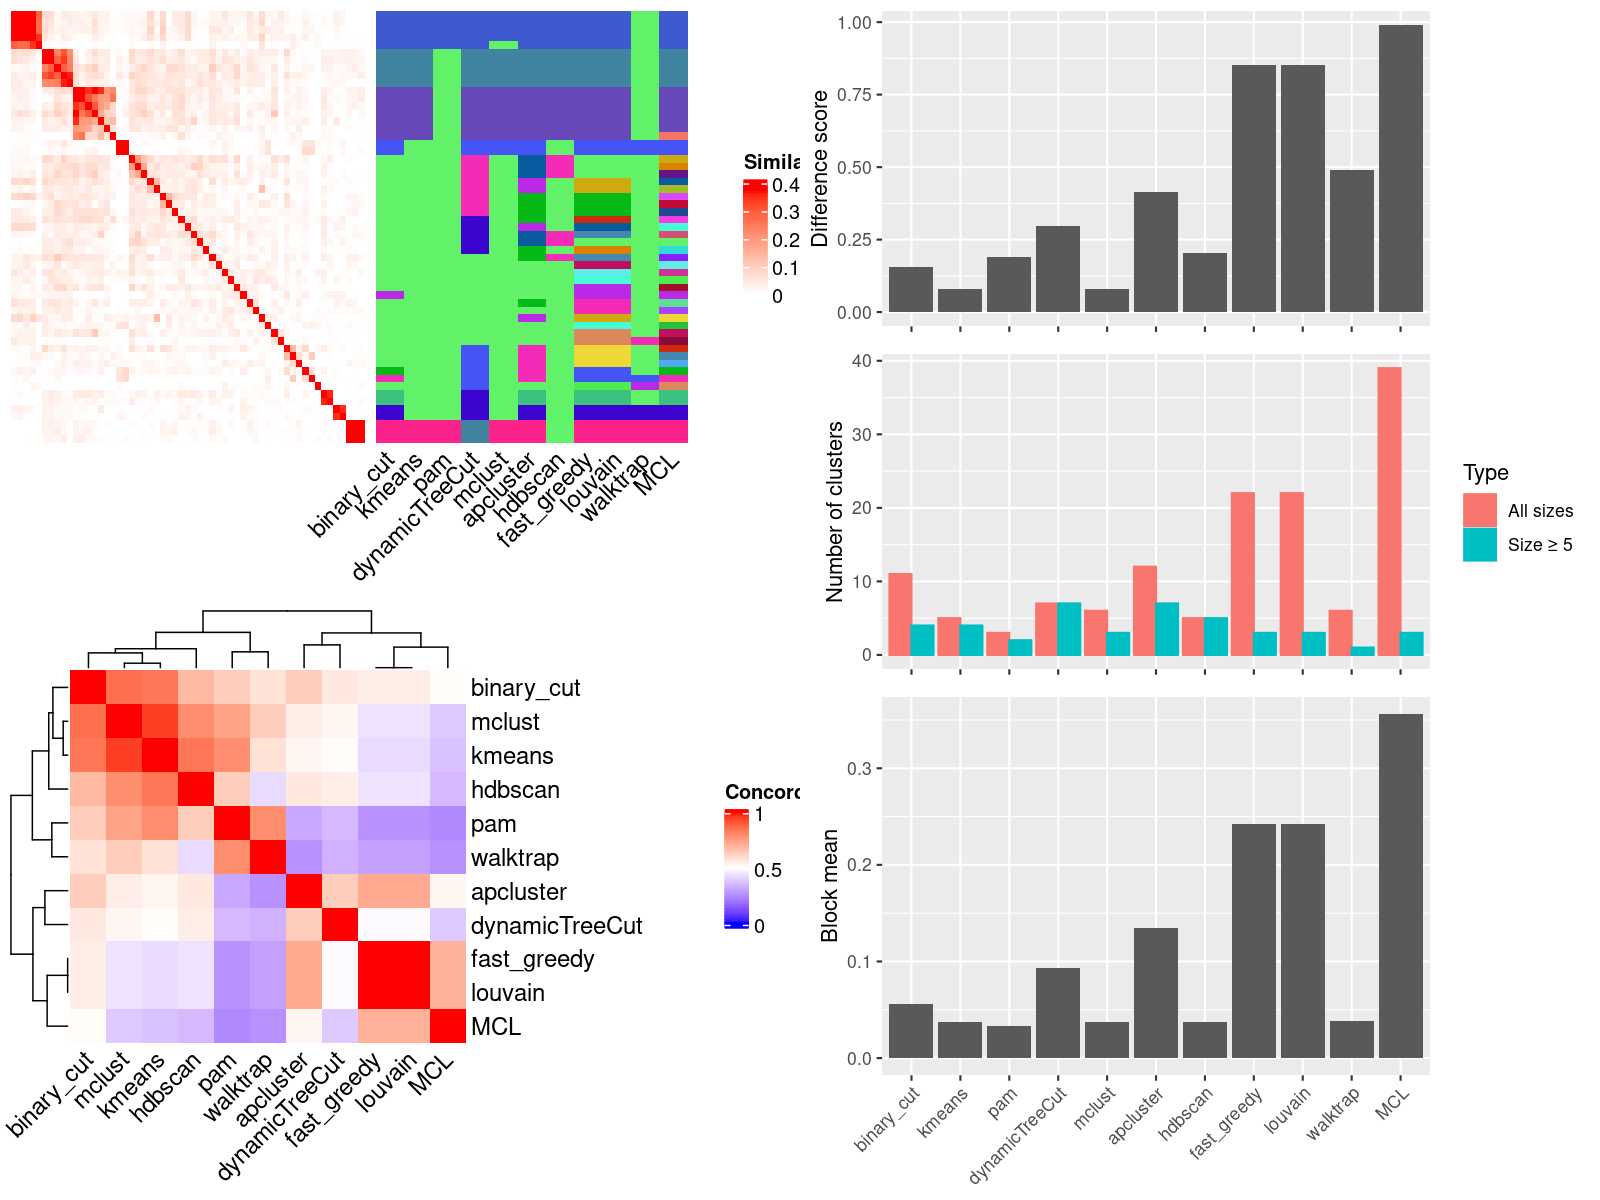 Simila
0.4
0.3
0.2
0.1
0
binary_cut
kmeans
pam
dynamicTreeCut
mclust
apcluster
hdbscan
fast_greedy
louvain
walktrap
MCL
binary_cut
mclust
kmeans
hdbscan
pam
walktrap
apcluster
dynamicTreeCut
fast_greedy
louvain
MCL
binary_cut
mclust
kmeans
hdbscan
pam
walktrap
apcluster
dynamicTreeCut
fast_greedy
louvain
MCL
Concord
1
0.5
0
Difference score
1.00
0.75
0.50
0.25
0.00
Number of clusters
40
30
20
10
0
Block mean
0.3
0.2
0.1
0.0
binary_cut
kmeans
pam
dynamicTreeCut
mclust
apcluster
hdbscan
fast_greedy
louvain
walktrap
MCL
Type
All sizes
Size ≥ 5